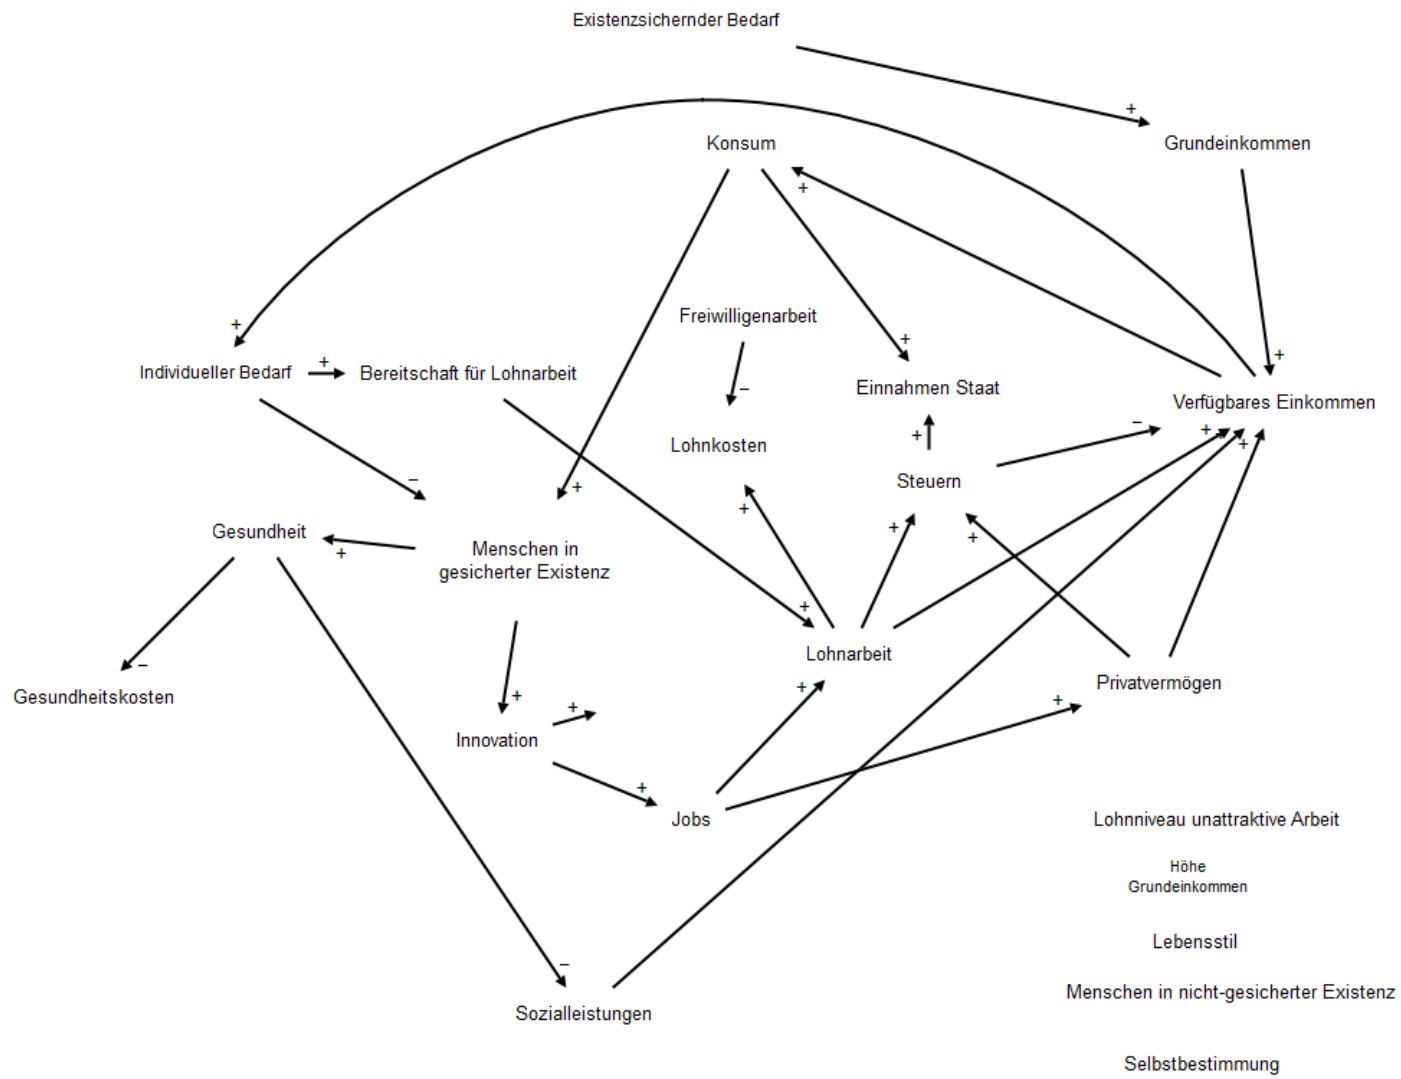 Existenzsichernder Bedarf
+
Konsum
Grundeinkommen
+
Freiwilligenarbeit
+
+
+
+
Individueller Bedarf
Bereitschaft für Lohnarbeit
–
Einnahmen Staat
Verfügbares Einkommen
–
+
+
+
Lohnkosten
–
Steuern
+
+
+
+
Gesundheit
+
Menschen in
gesicherter Existenz
+
Lohnarbeit
–
Gesundheitskosten
+
+
+
+
Privatvermögen
Innovation
+
Jobs
Lohnniveau unattraktive Arbeit
Höhe
Grundeinkommen
Lebensstil
–
Sozialleistungen
Menschen in nicht-gesicherter Existenz
Selbstbestimmung